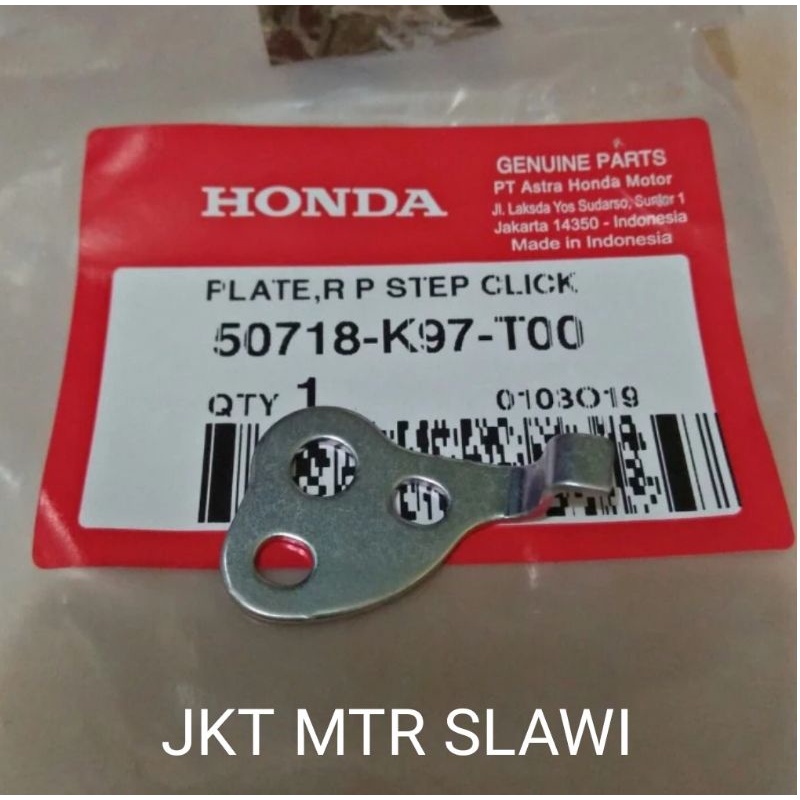 HONDA
GENUINE PARTS
PT Astra Honda Motor
Jl. Laksda Yos Sudarso, Sunter 1
Jakarta 14350 - Indonesia
Made in Indonesia
PLATE,R P STEP CLICK
50718-K97-T00
QTY 1
0103O19
JKT MTR SLAWI